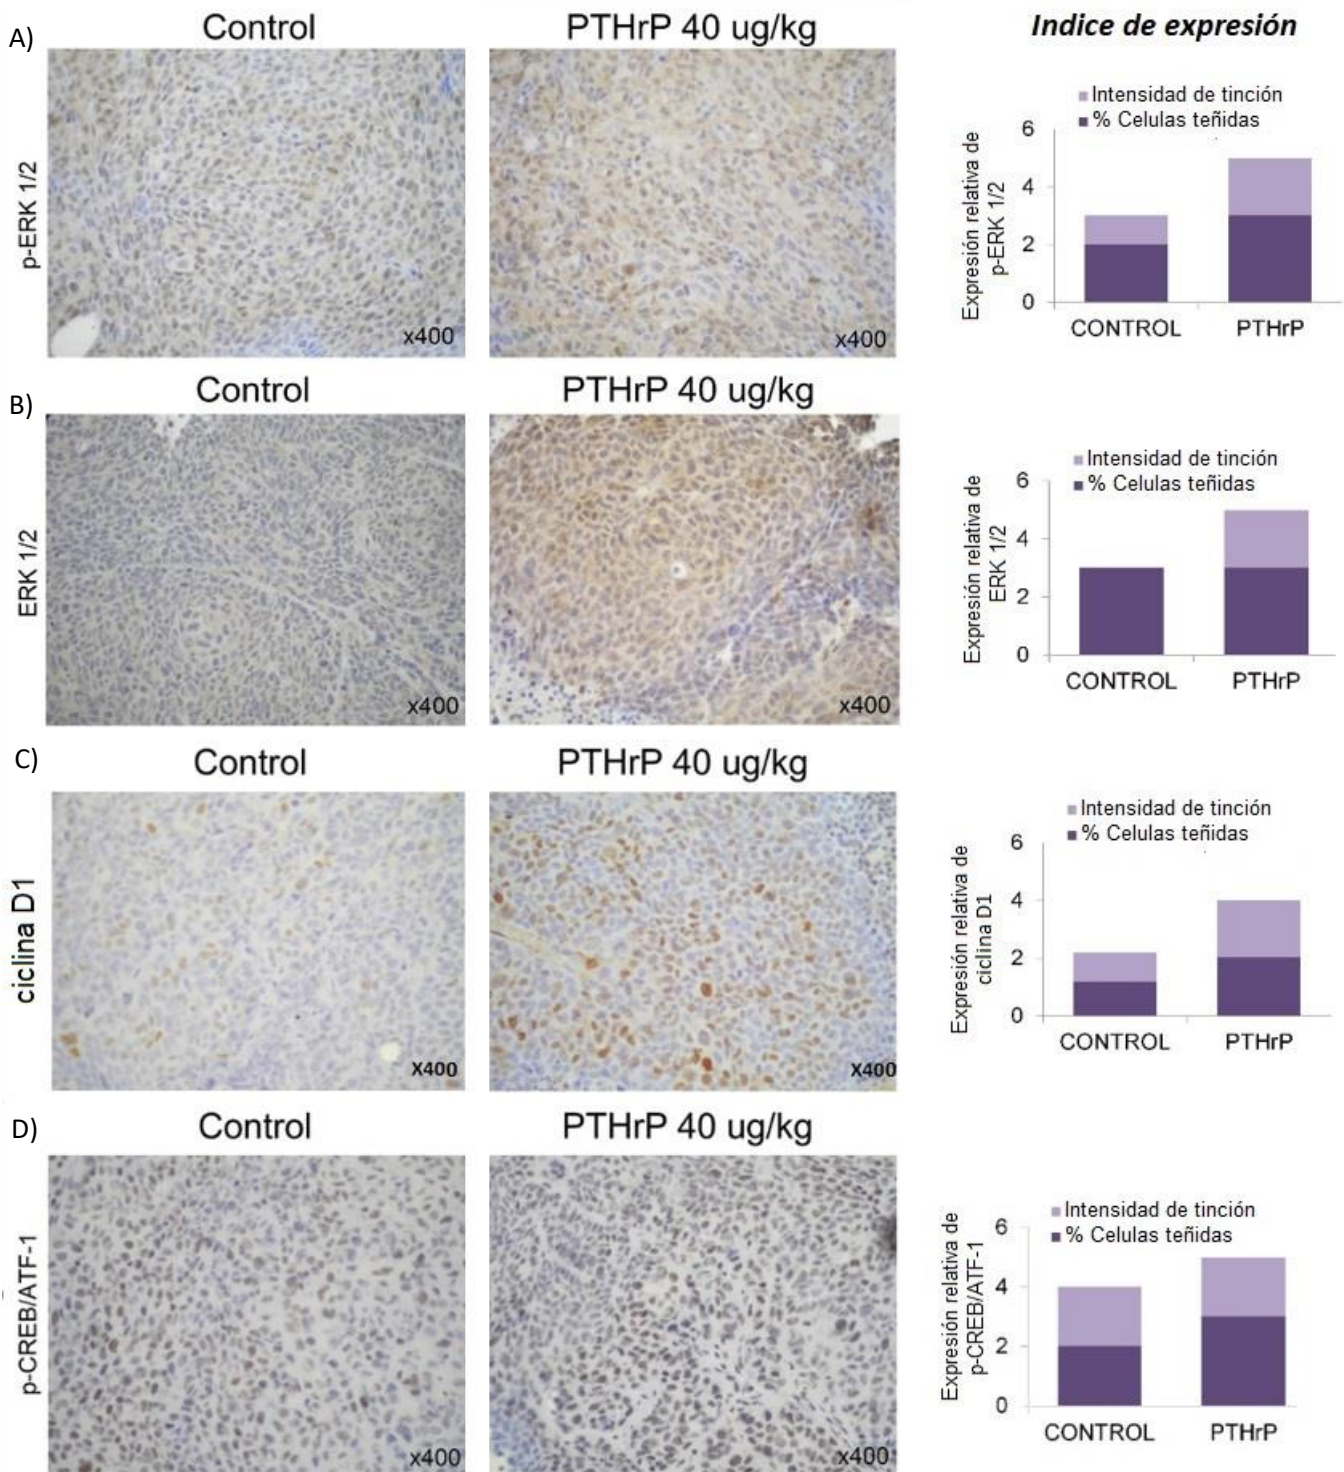 Control
PTHrP 40 ug/kg
Indice de expresión
A)
p-ERK 1/2
x400
x400
Intensidad de tinción
% Celulas teñidas
Expresión relativa de
p-ERK 1/2
6
4
2
0
CONTROL
PTHrP
Control
PTHrP 40 ug/kg
B)
ERK 1/2
x400
x400
Intensidad de tinción
% Celulas teñidas
Expresión relativa de
ERK 1/2
6
4
2
0
CONTROL
PTHrP
C)
Control
PTHrP 40 ug/kg
ciclina D1
X400
X400
Intensidad de tinción
% Celulas teñidas
Expresión relativa de
ciclina D1
6
4
2
0
CONTROL
PTHrP
D)
Control
PTHrP 40 ug/kg
p-CREB/ATF-1
x400
x400
Intensidad de tinción
% Celulas teñidas
Expresión relativa de
p-CREB/ATF-1
6
4
2
0
CONTROL
PTHrP